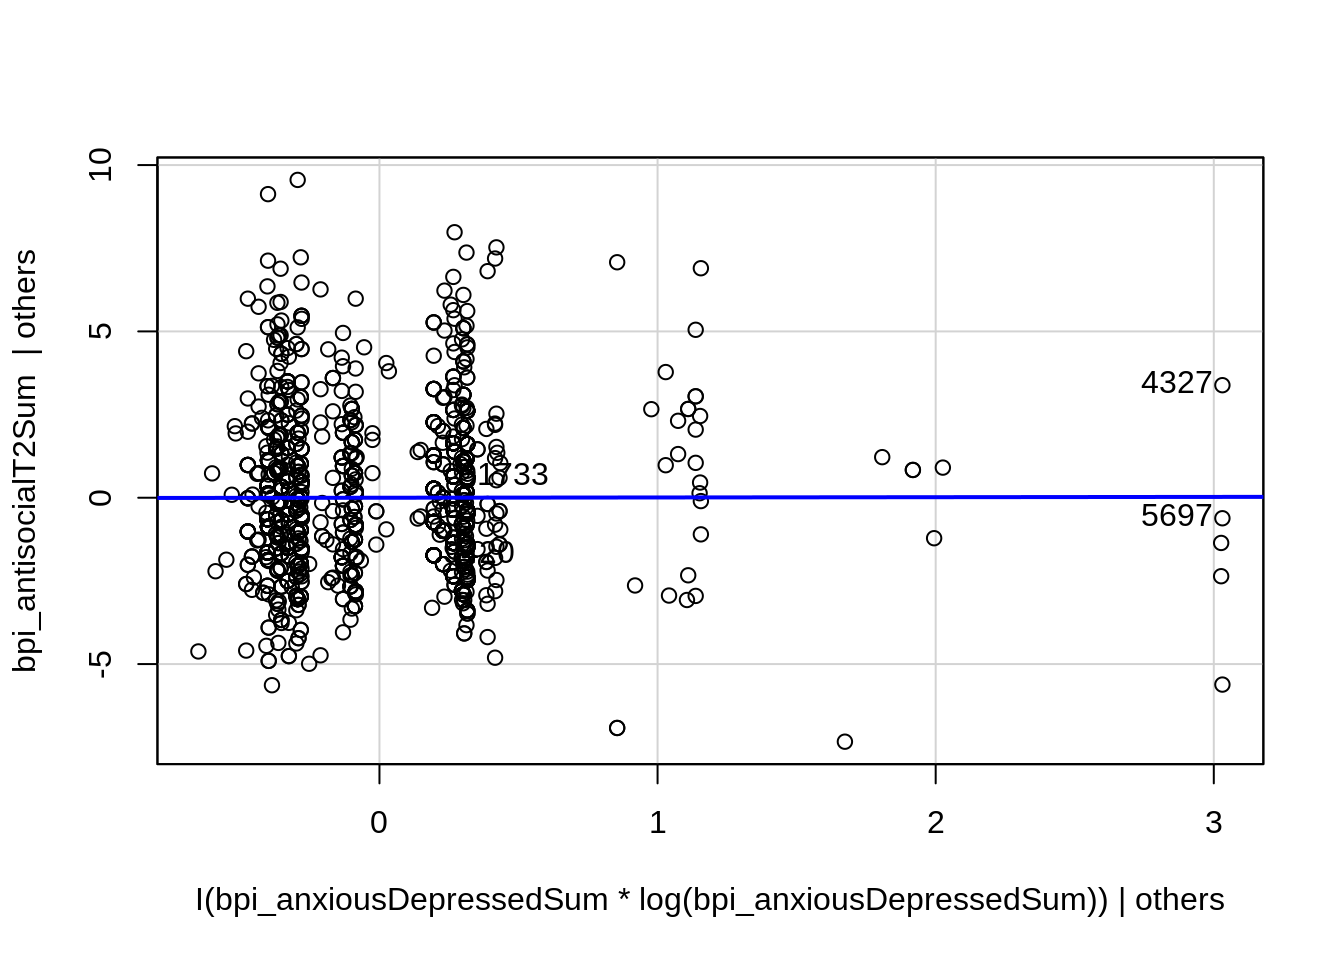 10
5
0
-5
bpi_antisocialT2Sum | others
4327
1733
5697
0 1 2 3
I(bpi_anxiousDepressedSum * log(bpi_anxiousDepressedSum)) | others